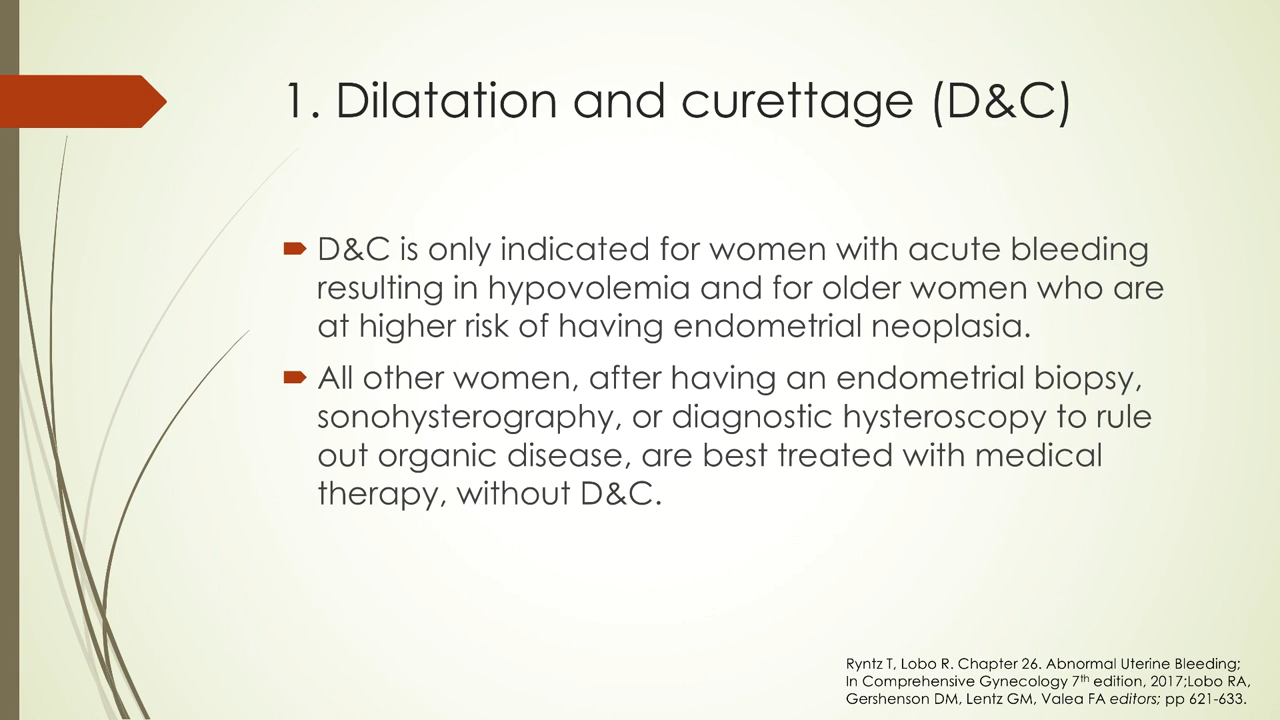 1. Dilatation and curettage (D&C)
D&C is only indicated for women with acute bleeding
resulting in hypovolemia and for older women who are
at higher risk of having endometrial neoplasia.
All other women, after having an endometrial biopsy,
sonohysterography, or diagnostic hysteroscopy to rule
out organic disease, are best treated with medical
therapy, without D&C.
Ryntz T, Lobo R. Chapter 26. Abnormal Uterine Bleeding;
In Comprehensive Gynecology 7th edition, 2017;Lobo RA,
Gershenson DM, Lentz GM, Valea FA editors; pp 621-633.